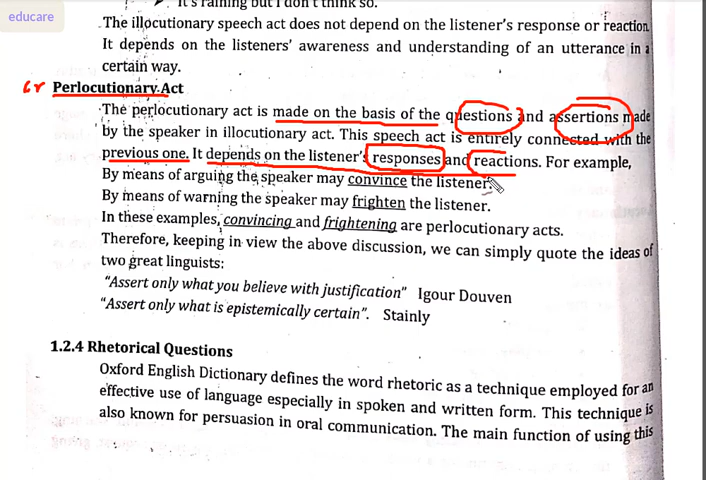 educare
It's raining but I don't think so.
The illocutionary speech act does not depend on the listener's response or reaction.
It depends on the listeners' awareness and understanding of an utterance in a
certain way.
Perlocutionary Act
The perlocutionary act is made on the basis of the questions and assertions made
by the speaker in illocutionary act. This speech act is entirely connected with the
previous one. It depends on the listener's responses and reactions. For example,
By means of arguing the speaker may convince the listener.
By means of warning the speaker may frighten the listener.
In these examples, convincing and frightening are perlocutionary acts.
Therefore, keeping in view the above discussion, we can simply quote the ideas of
two great linguists:
"Assert only what you believe with justification" Igour Douven
"Assert only what is epistemically certain". Stainly
1.2.4 Rhetorical Questions
Oxford English Dictionary defines the word rhetoric as a technique employed for an
effective use of language especially in spoken and written form. This technique is
also known for persuasion in oral communication. The main function of using this